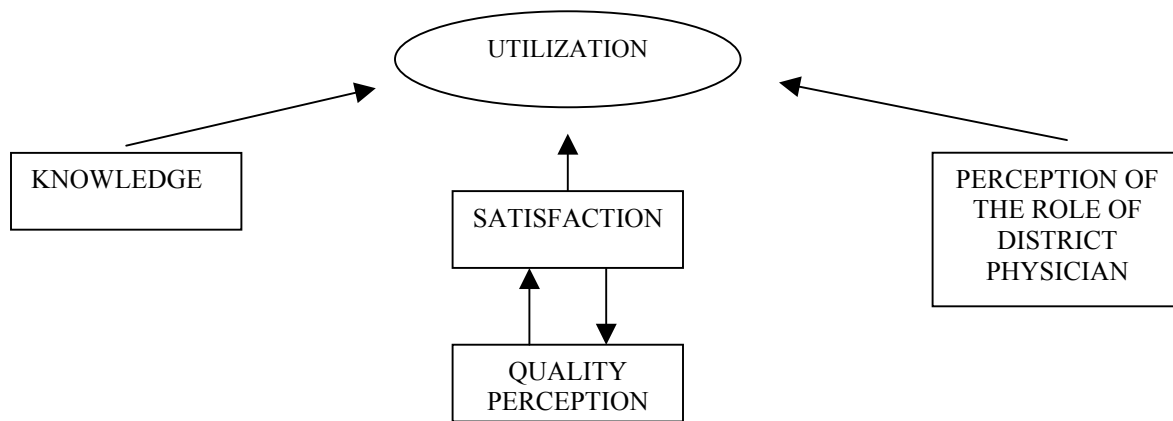 UTILIZATION
KNOWLEDGE
SATISFACTION
PERCEPTION OF
THE ROLE OF
DISTRICT
PHYSICIAN
QUALITY
PERCEPTION